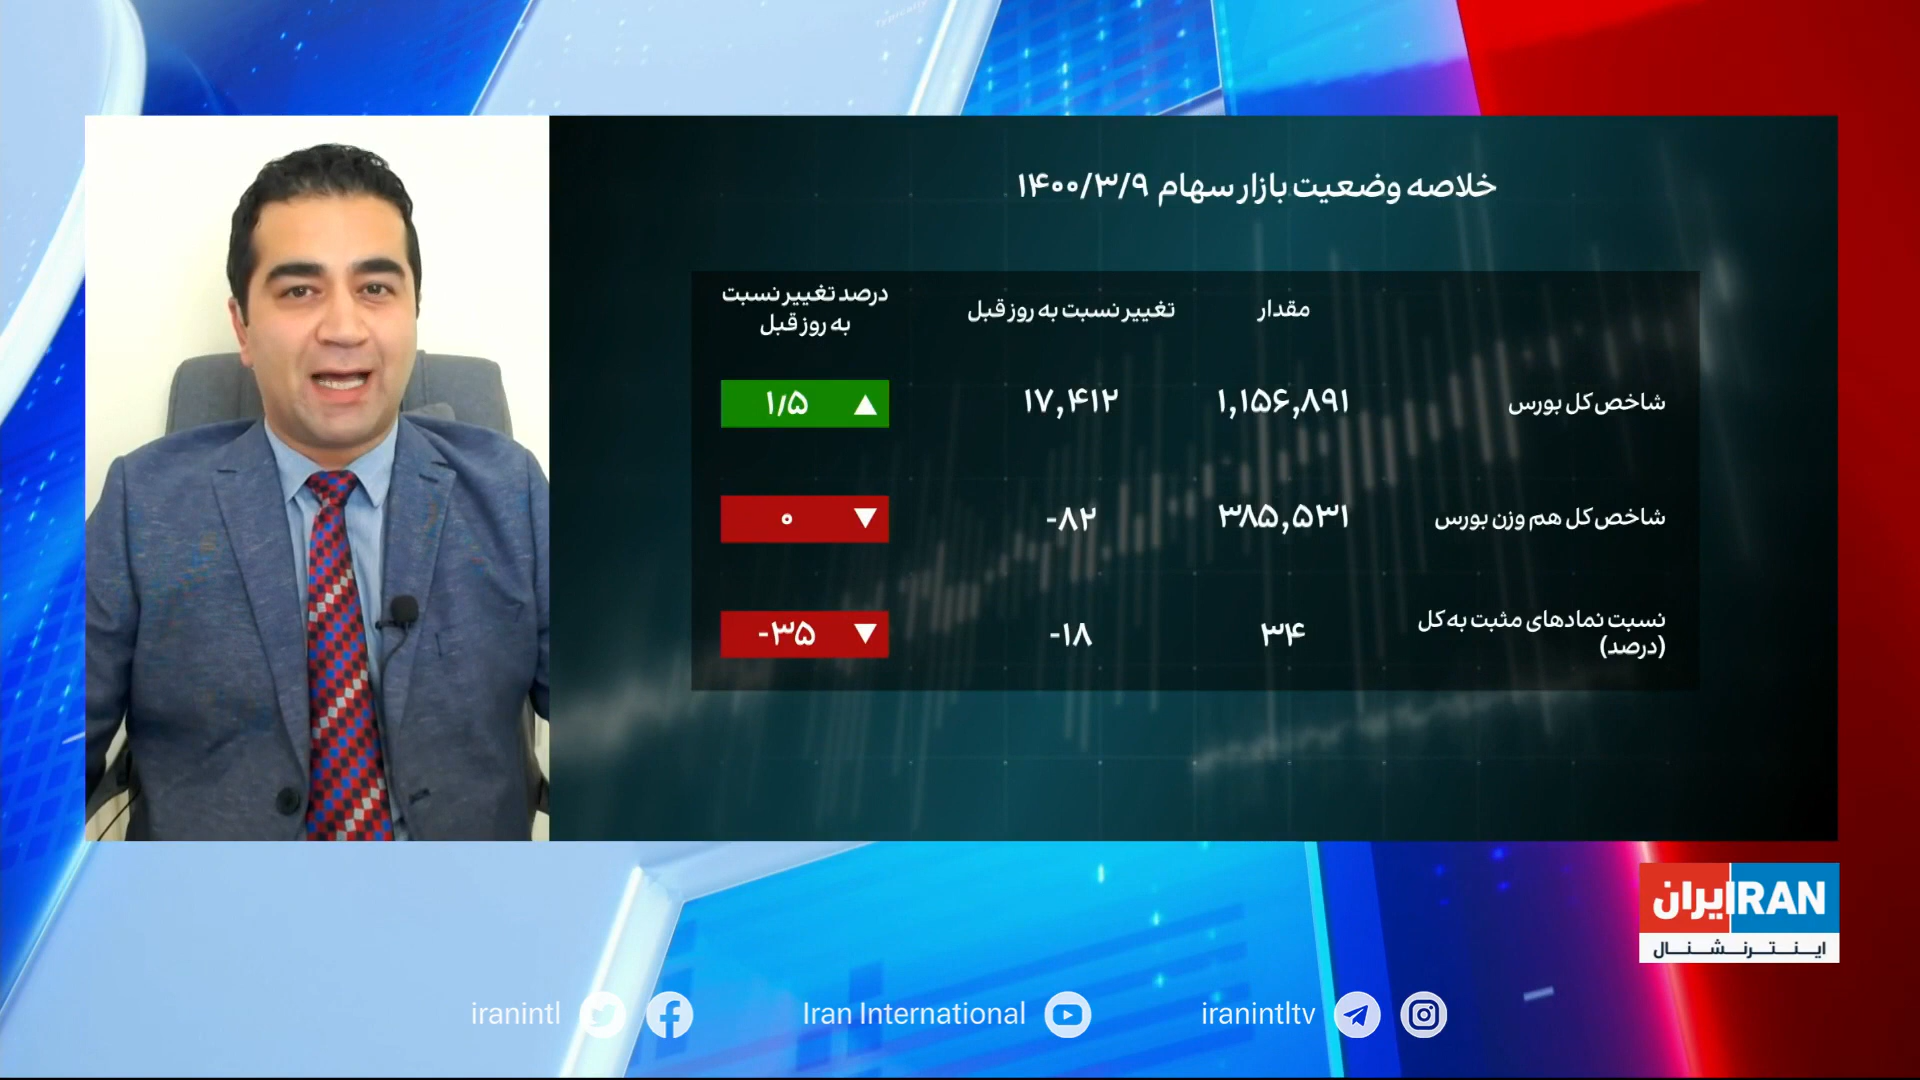 خلاصه وضعیت بازار سهام ۱۴۰۰/۳/۹
مقدار
تغییر نسبت به روز قبل
درصد تغییر نسبت
به روز قبل
شاخص کل بورس
۱,۱۵۶,۸۹۱
۱۷,۴۱۲
۱/۵
شاخص کل هم وزن بورس
۳۸۵,۵۳۱
-۸۲
۰
نسبت نمادهای مثبت به کل
(درصد)
۳۴
-۱۸
-۳۵
ایران IRAN
اینترنشنال
iranintl
Iran International
iranintltv